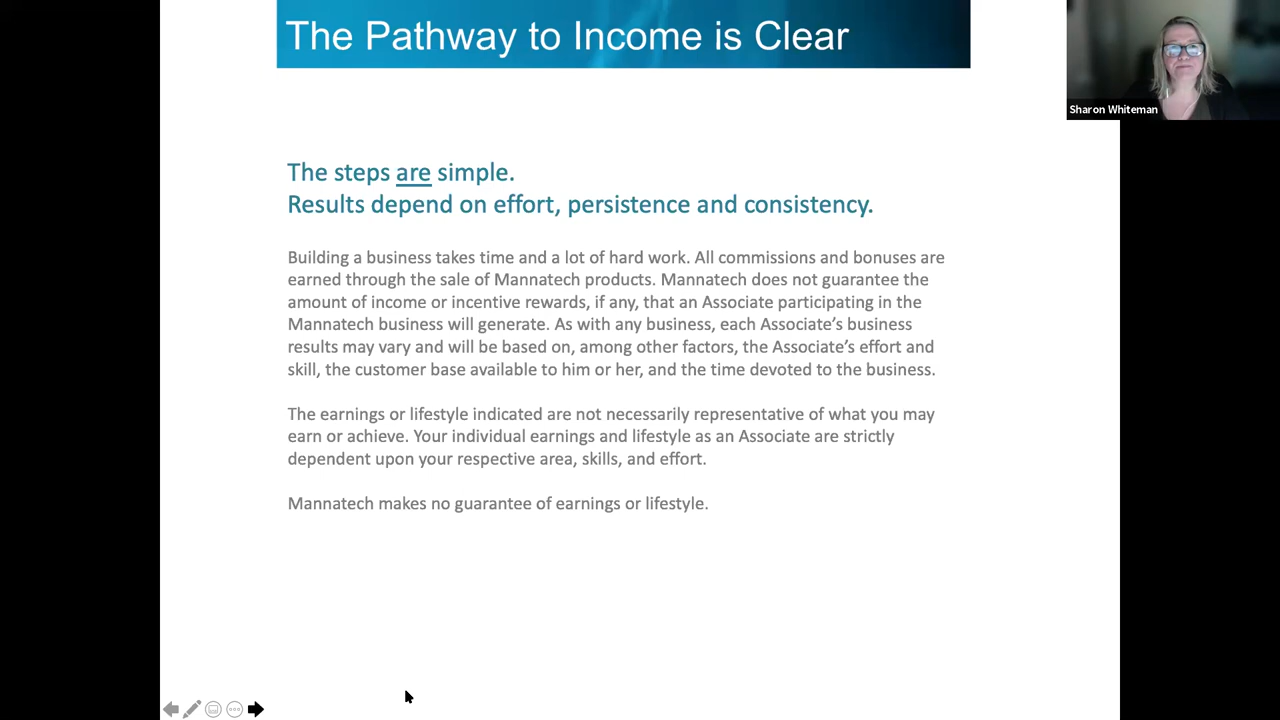 The Pathway to Income is Clear
Sharon Whiteman
The steps are simple.
Results depend on effort, persistence and consistency.
Building a business takes time and a lot of hard work. All commissions and bonuses are
earned through the sale of Mannatech products. Mannatech does not guarantee the
amount of income or incentive rewards, if any, that an Associate participating in the
Mannatech business will generate. As with any business, each Associate’s business
results may vary and will be based on, among other factors, the Associate’s effort and
skill, the customer base available to him or her, and the time devoted to the business.
The earnings or lifestyle indicated are not necessarily representative of what you may
earn or achieve. Your individual earnings and lifestyle as an Associate are strictly
dependent upon your respective area, skills, and effort.
Mannatech makes no guarantee of earnings or lifestyle.